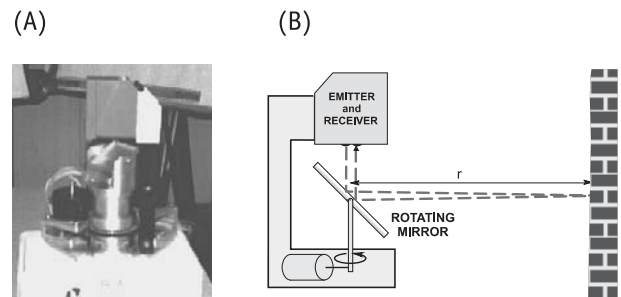 (A)
(B)
EMITTER
and
RECEIVER
r
ROTATING
MIRROR